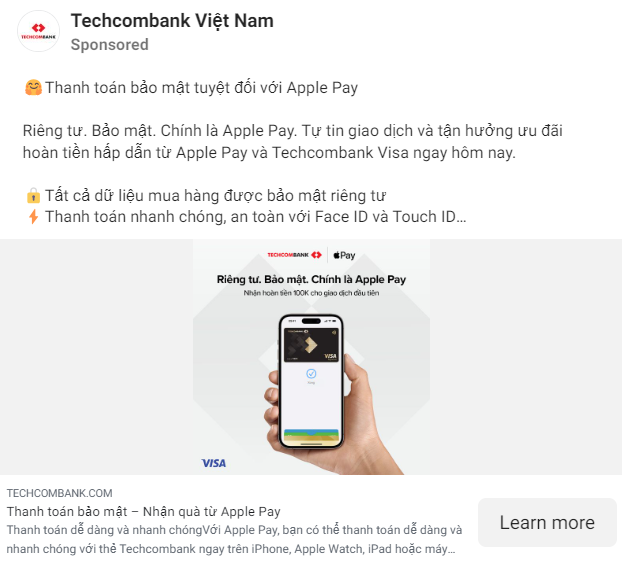 Techcombank Việt Nam
Sponsored
🤗Thanh toán bảo mật tuyệt đối với Apple Pay
Riêng tư. Bảo mật. Chính là Apple Pay. Tự tin giao dịch và tận hưởng ưu đãi
hoàn tiền hấp dẫn từ Apple Pay và Techcombank Visa ngay hôm nay.
🔒Tất cả dữ liệu mua hàng được bảo mật riêng tư
⚡Thanh toán nhanh chóng, an toàn với Face ID và Touch ID…
TECHCOMBANK
TECHCOMBANK Pay
Riêng tư. Bảo mật. Chính là Apple Pay
Nhận hoàn tiền 100K cho giao dịch đầu tiên
VISA
VISA
TECHCOMBANK.COM
Thanh toán bảo mật – Nhận quà từ Apple Pay
Thanh toán dễ dàng và nhanh chóngVới Apple Pay, bạn có thể thanh toán dễ dàng và
nhanh chóng với thẻ Techcombank ngay trên iPhone, Apple Watch, iPad hoặc máy…
Learn more